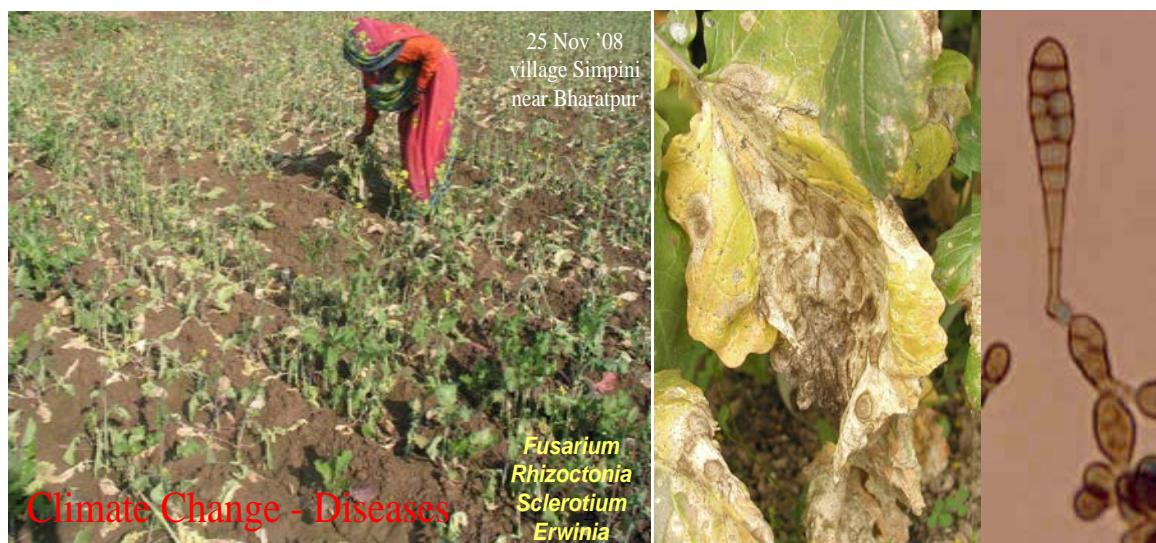 25 Nov ’08
village Simpini
near Bharatpur
Fusarium
Rhizoctonia
Sclerotium
Erwinia
Climate Change - Diseases